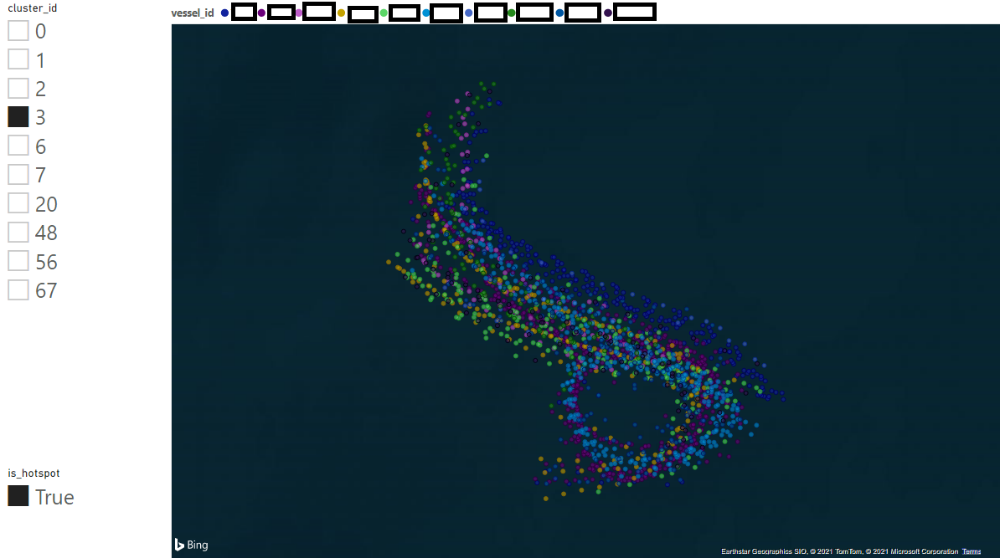 cluster_id
vessel_id
0
1
2
3
6
7
20
48
56
67
is_hotspot
True
Bing
Earthstar Geographics SIO, © 2021 TomTom, © 2021 Microsoft Corporation Terms